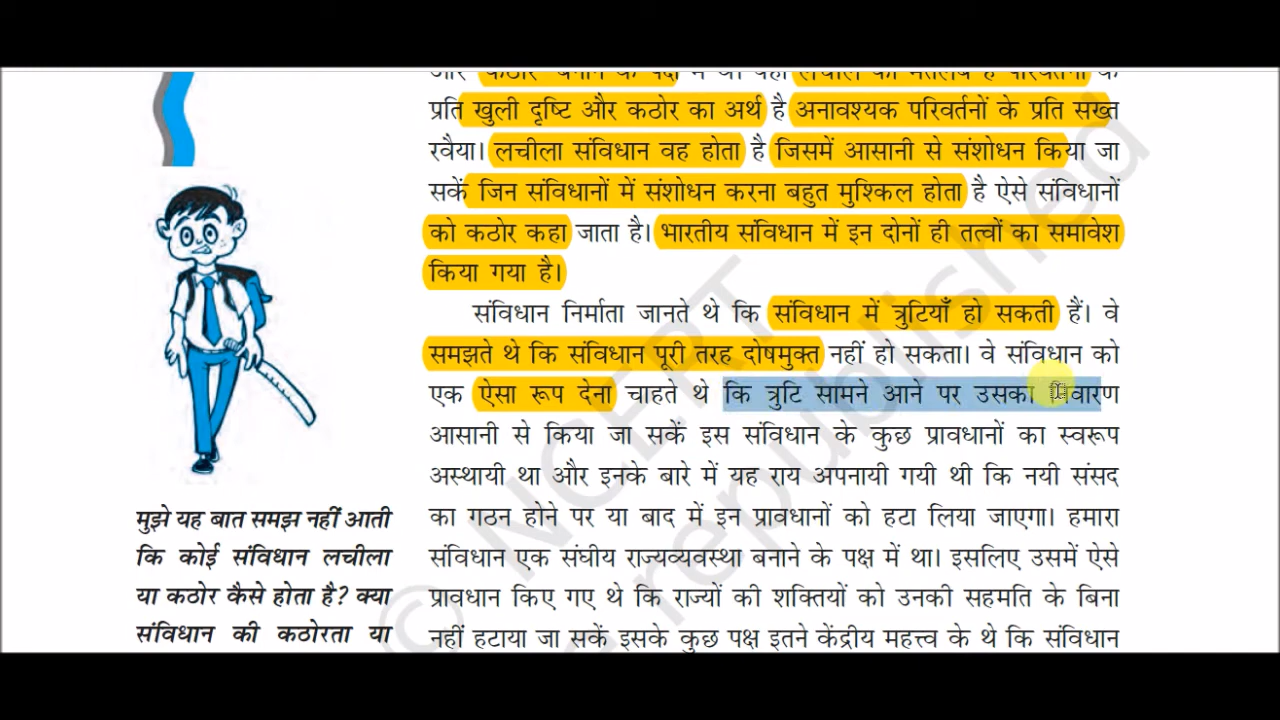 प्रति खुली दृष्टि और कठोर का अर्थ है अनावश्यक परिवर्तनों के प्रति सख्त
रवैया। लचीला संविधान वह होता है जिसमें आसानी से संशोधन किया जा
सकें जिन संविधानों में संशोधन करना बहुत मुश्किल होता है ऐसे संविधानों
को कठोर कहा जाता है। भारतीय संविधान में इन दोनों ही तत्वों का समावेश
किया गया है।
संविधान निर्माता जानते थे कि संविधान में त्रुटियाँ हो सकती हैं। वे
समझते थे कि संविधान पूरी तरह दोषमुक्त नहीं हो सकता। वे संविधान को
एक ऐसा रूप देना चाहते थे कि त्रुटि सामने आने पर उसका निवारण
आसानी से किया जा सकें इस संविधान के कुछ प्रावधानों का स्वरूप
अस्थायी था और इनके बारे में यह राय अपनायी गयी थी कि नयी संसद
का गठन होने पर या बाद में इन प्रावधानों को हटा लिया जाएगा। हमारा
संविधान एक संघीय राज्यव्यवस्था बनाने के पक्ष में था। इसलिए उसमें ऐसे
प्रावधान किए गए थे कि राज्यों की शक्तियों को उनकी सहमति के बिना
नहीं हटाया जा सकें इसके कुछ पक्ष इतने केंद्रीय महत्त्व के थे कि संविधान
मुझे यह बात समझ नहीं आती
कि कोई संविधान लचीला
या कठोर कैसे होता है? क्या
संविधान की कठोरता या
© NCERT
republished